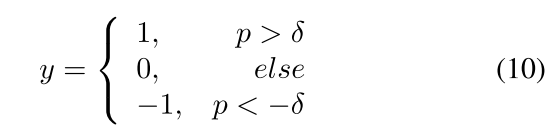 1, p > δ
y = { 0, else (10)
−1, p < −δ